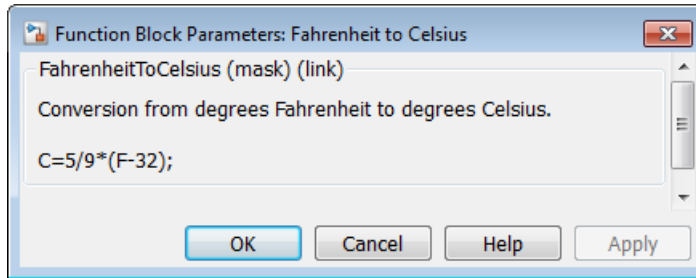 Function Block Parameters: Fahrenheit to Celsius
FahrenheitToCelsius (mask) (link)
Conversion from degrees Fahrenheit to degrees Celsius.
C=5/9*(F-32);
OK Cancel Help Apply